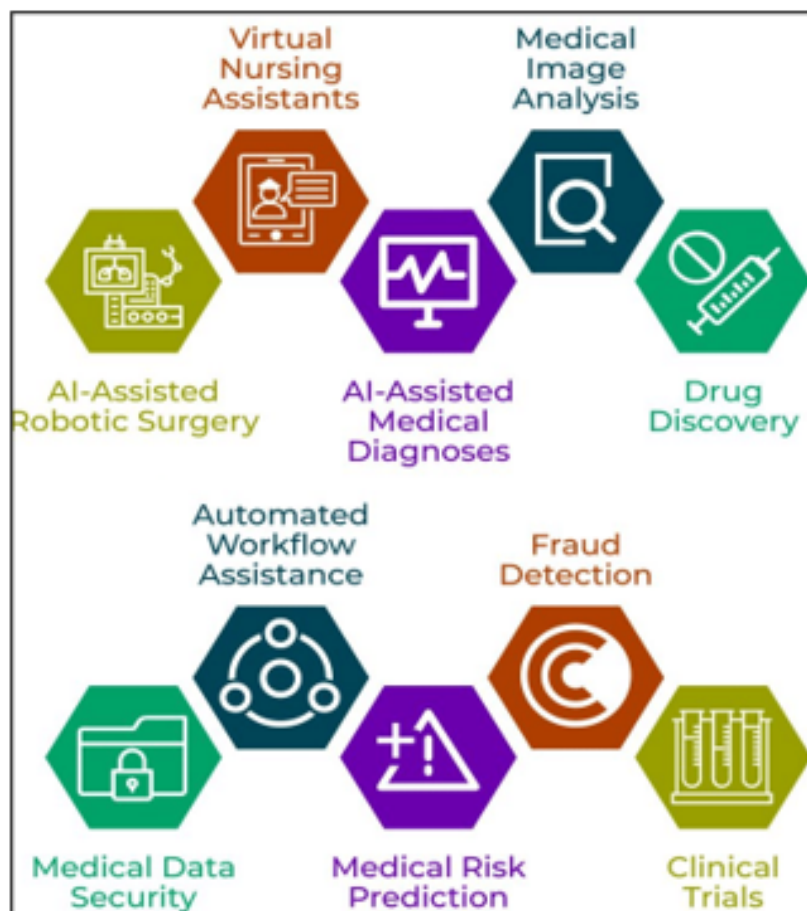 Virtual
Nursing
Assistants
Medical
Image
Analysis
AI-Assisted
Robotic Surgery
AI-Assisted
Medical
Diagnoses
Drug
Discovery
Automated
Workflow
Assistance
Fraud
Detection
Medical Data
Security
Medical Risk
Prediction
Clinical
Trials